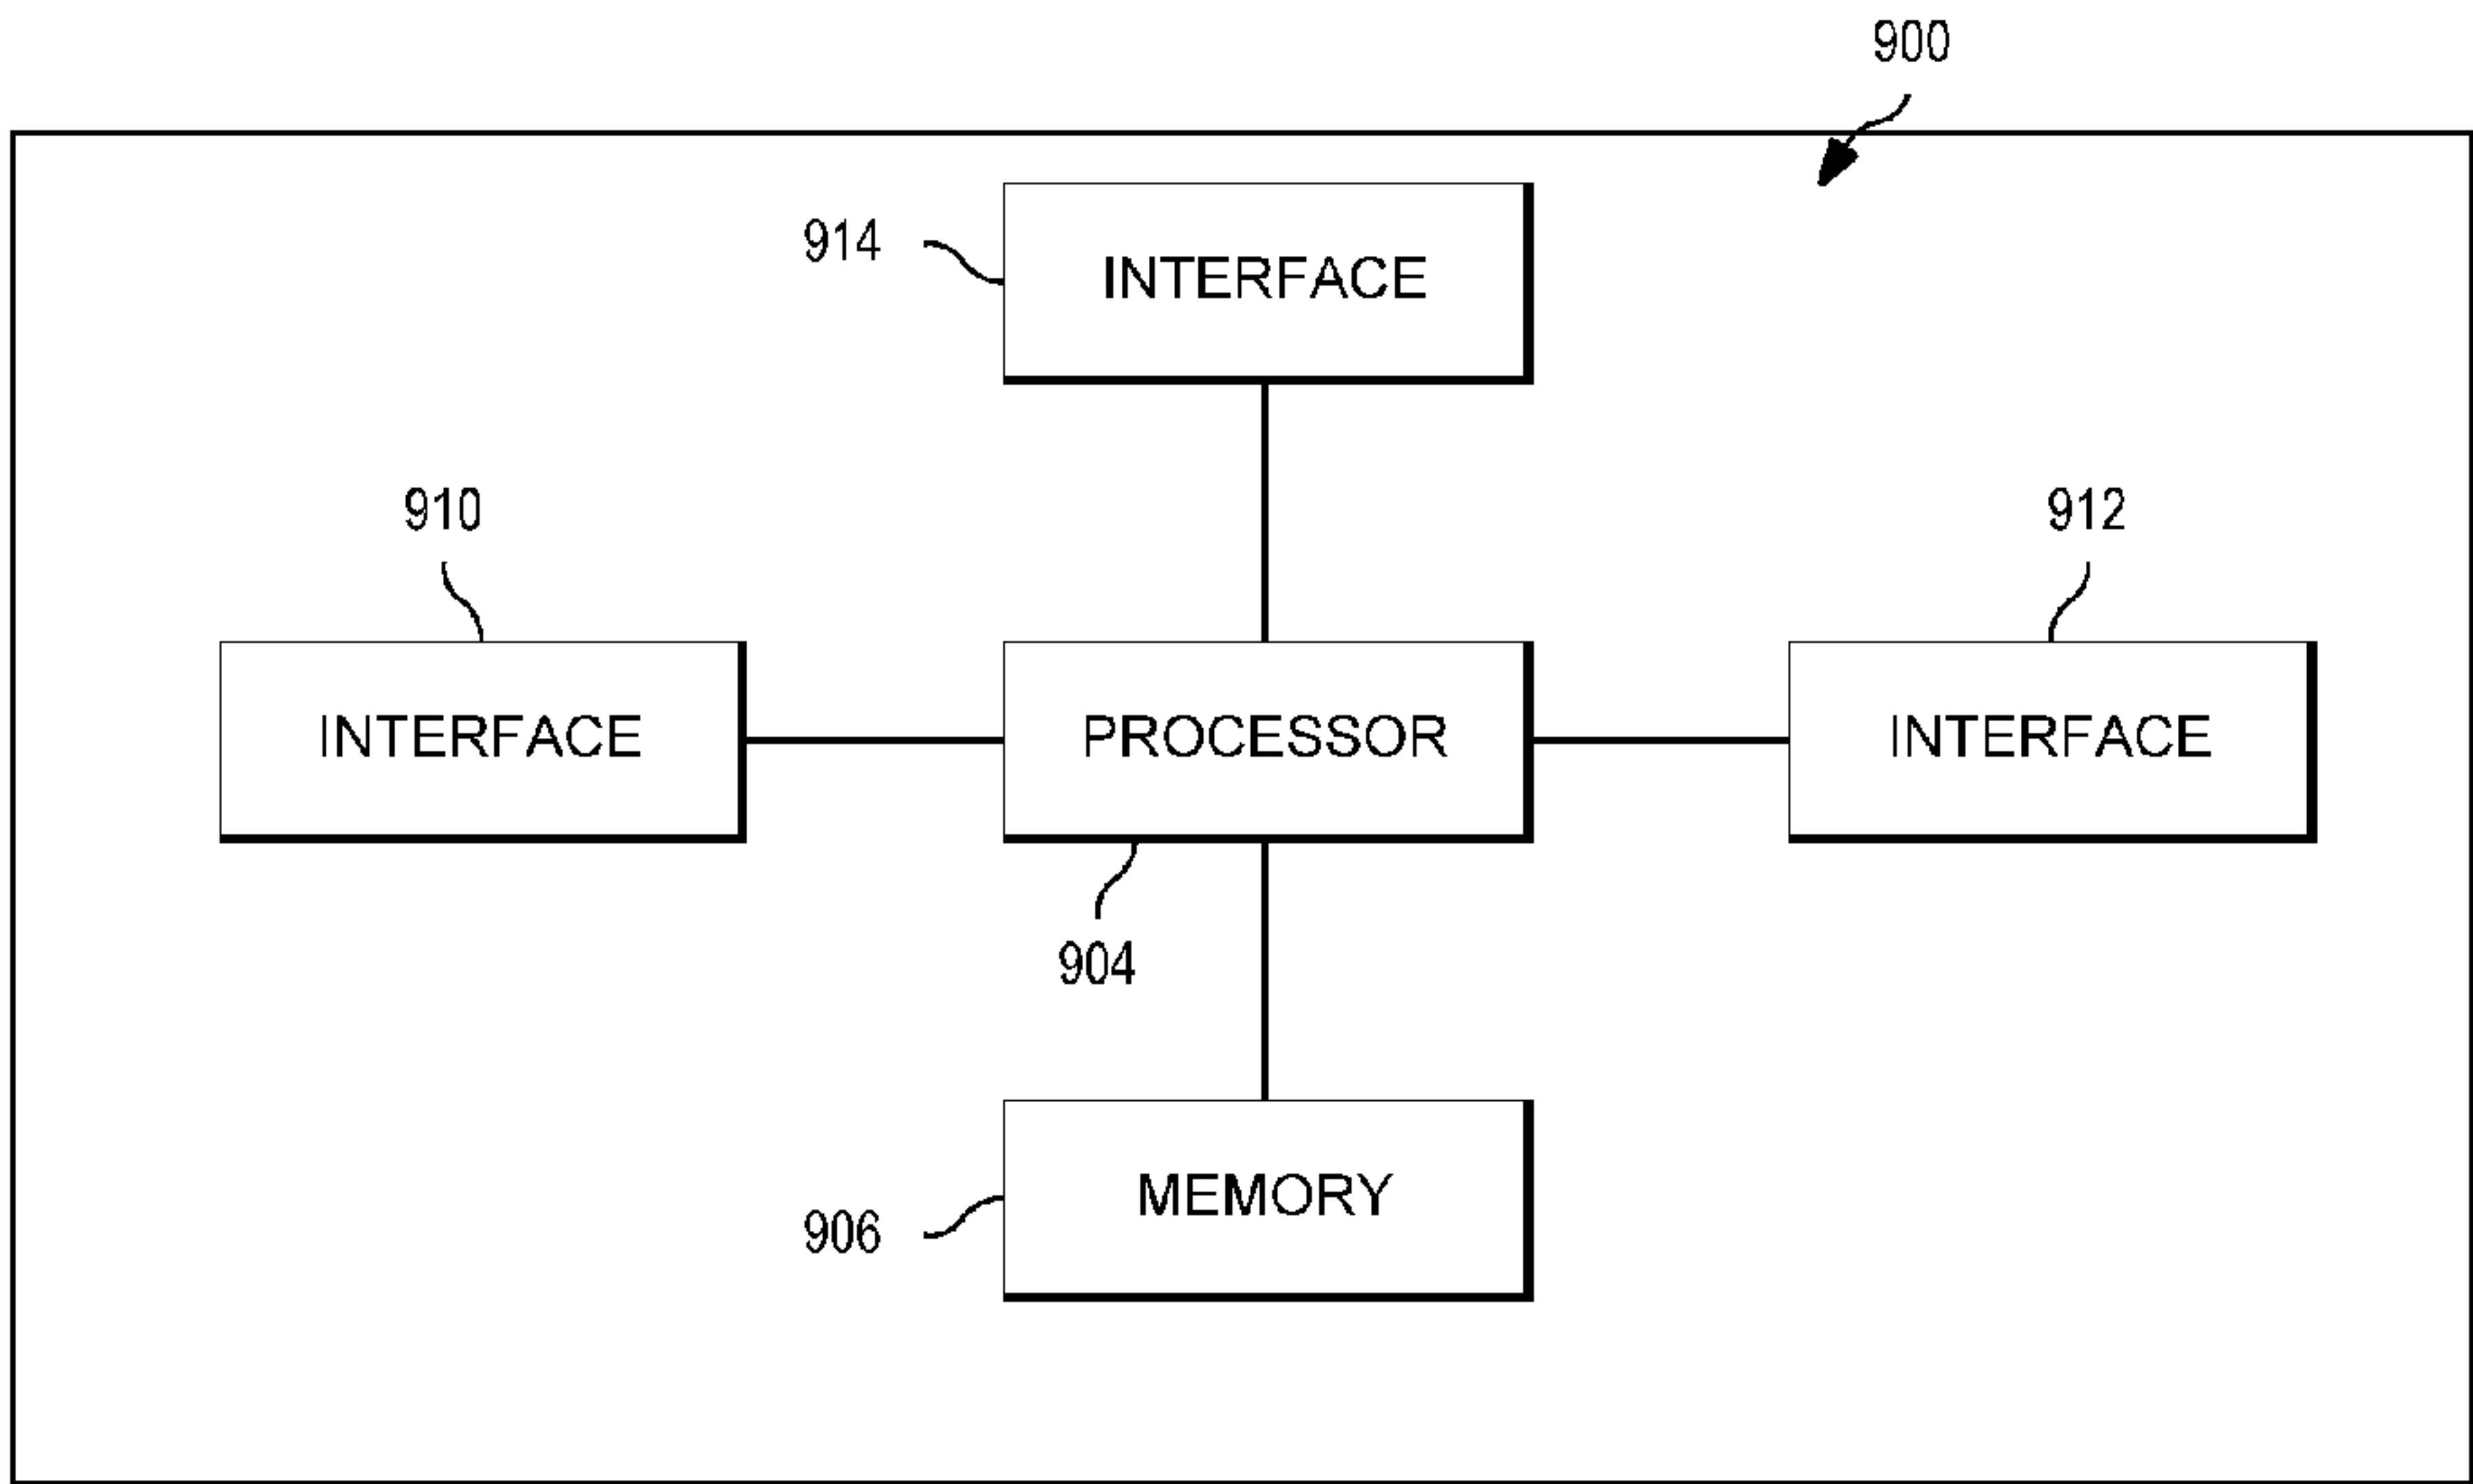 900
914
INTERFACE
910
912
INTERFACE
PROCESSOR
INTERFACE
904
MEMORY
906